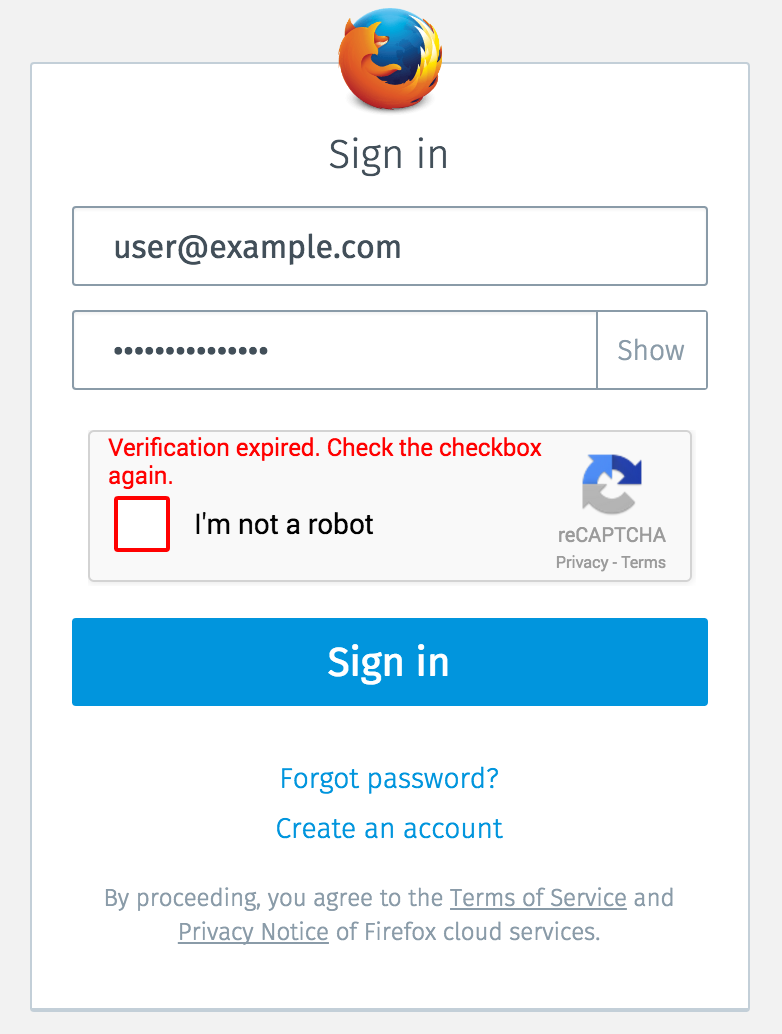 Sign in
user@example.com
•••••••••••••••
Show
Verification expired. Check the checkbox
again.
I'm not a robot
reCAPTCHA
Privacy - Terms
Sign in
Forgot password?
Create an account
By proceeding, you agree to the Terms of Service and
Privacy Notice of Firefox cloud services.